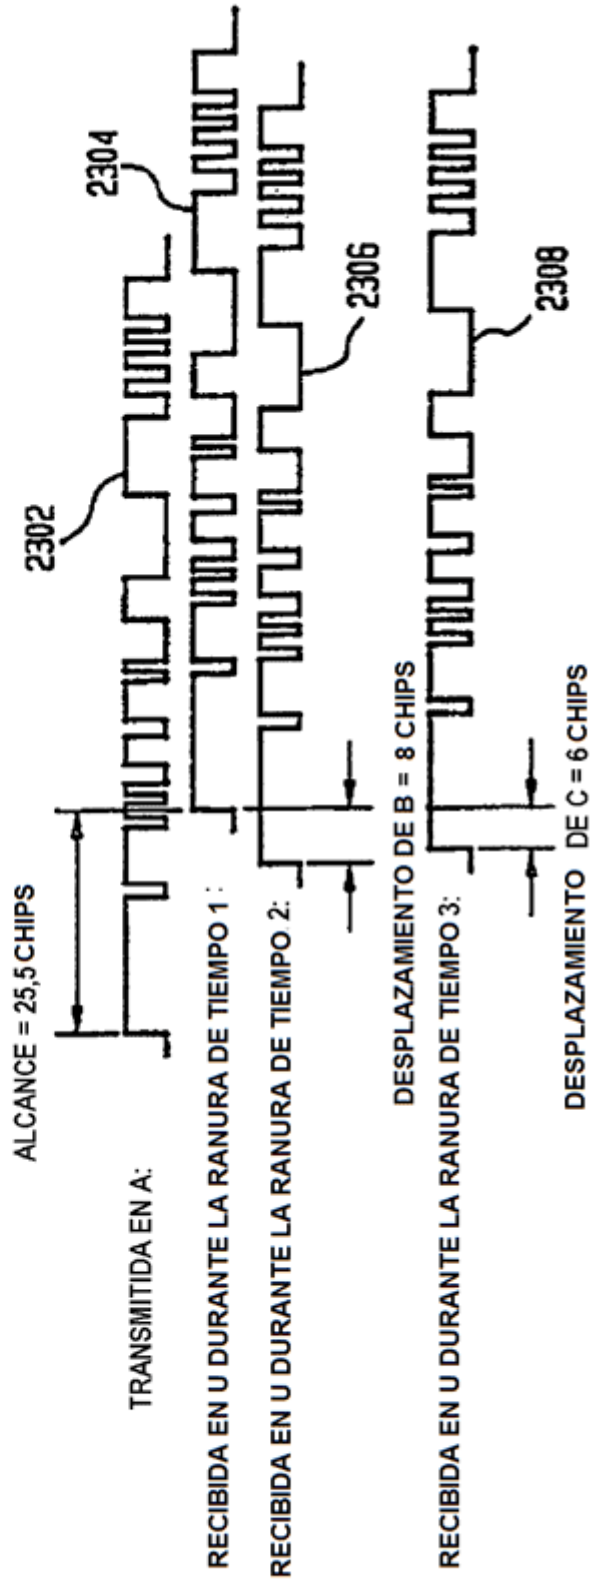 ALCANCE = 25,5 CHIPS
2302
2304
TRANSMITIDA EN A:
RECIBIDA EN U DURANTE LA RANURA DE TIEMPO 1 :
RECIBIDA EN U DURANTE LA RANURA DE TIEMPO 2:
2306
DESPLAZAMIENTO DE B = 8 CHIPS
RECIBIDA EN U DURANTE LA RANURA DE TIEMPO 3:
2308
DESPLAZAMIENTO DE C = 6 CHIPS